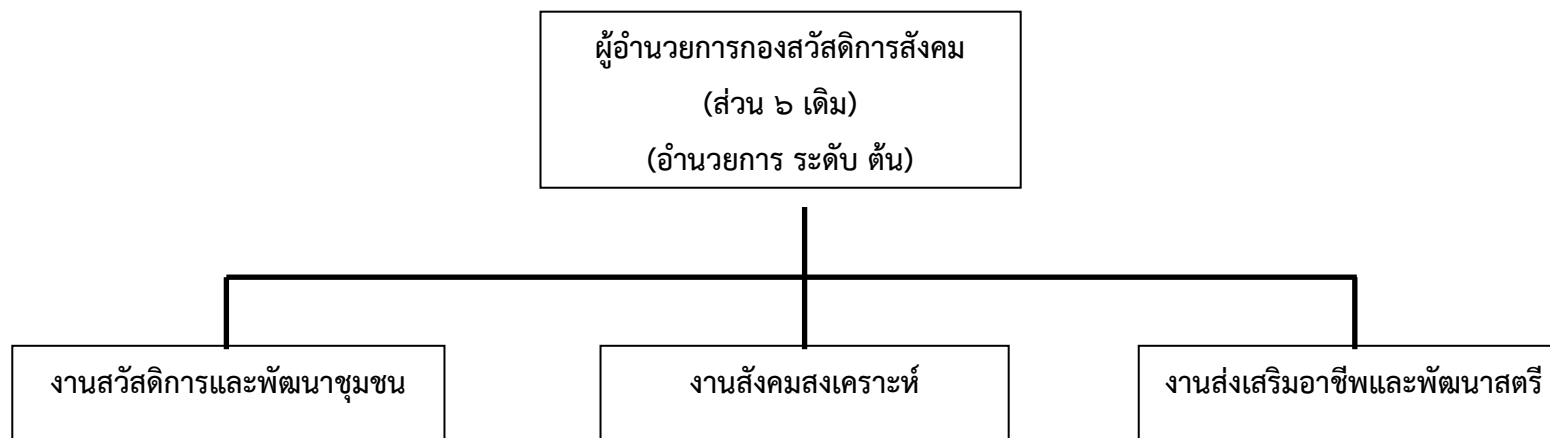 ผู้อำนวยการกองสวัสดิการสังคม
(ส่วน ๖ เดิม)
(อำนวยการ ระดับ ต้น)
งานสวัสดิการและพัฒนาชุมชน
งานสังคมสงเคราะห์
งานส่งเสริมอาชีพและพัฒนาสตรี